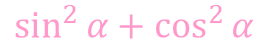 sin² α + cos² α